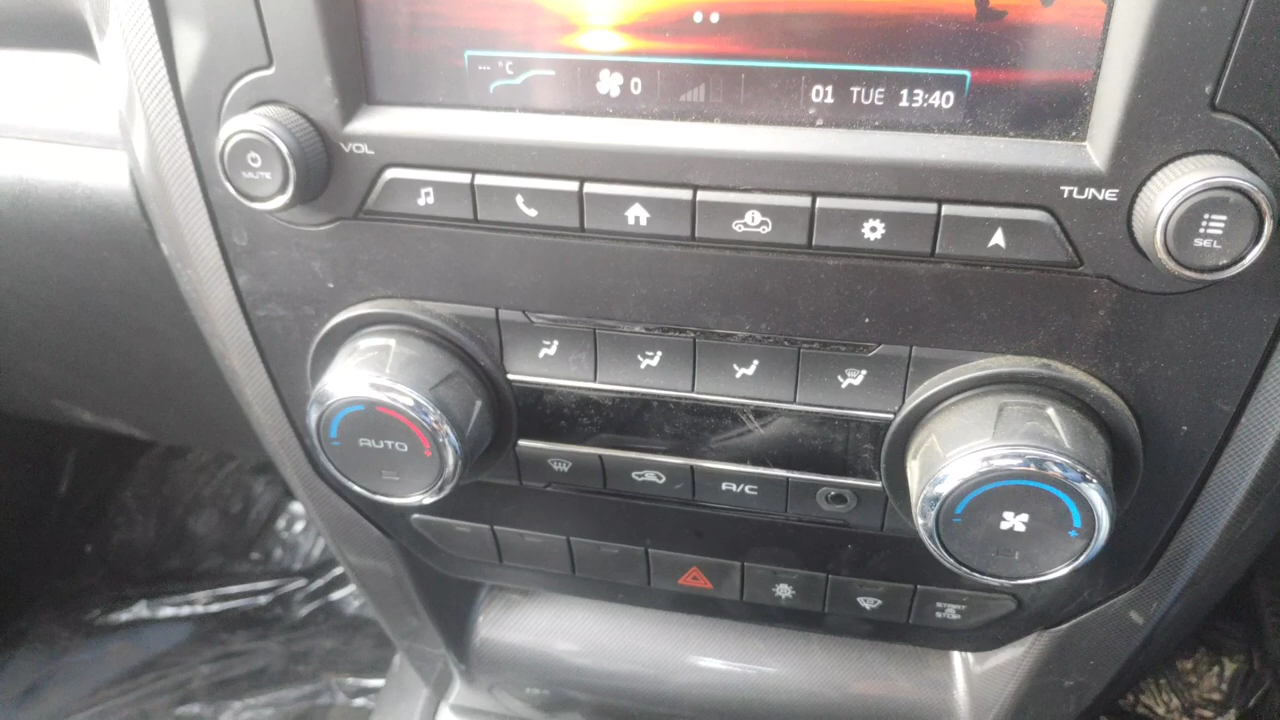 --- °C
0
01 TUE 13:40
VOL
MUTE
TUNE
SEL
AUTO
A/C
START
STOP